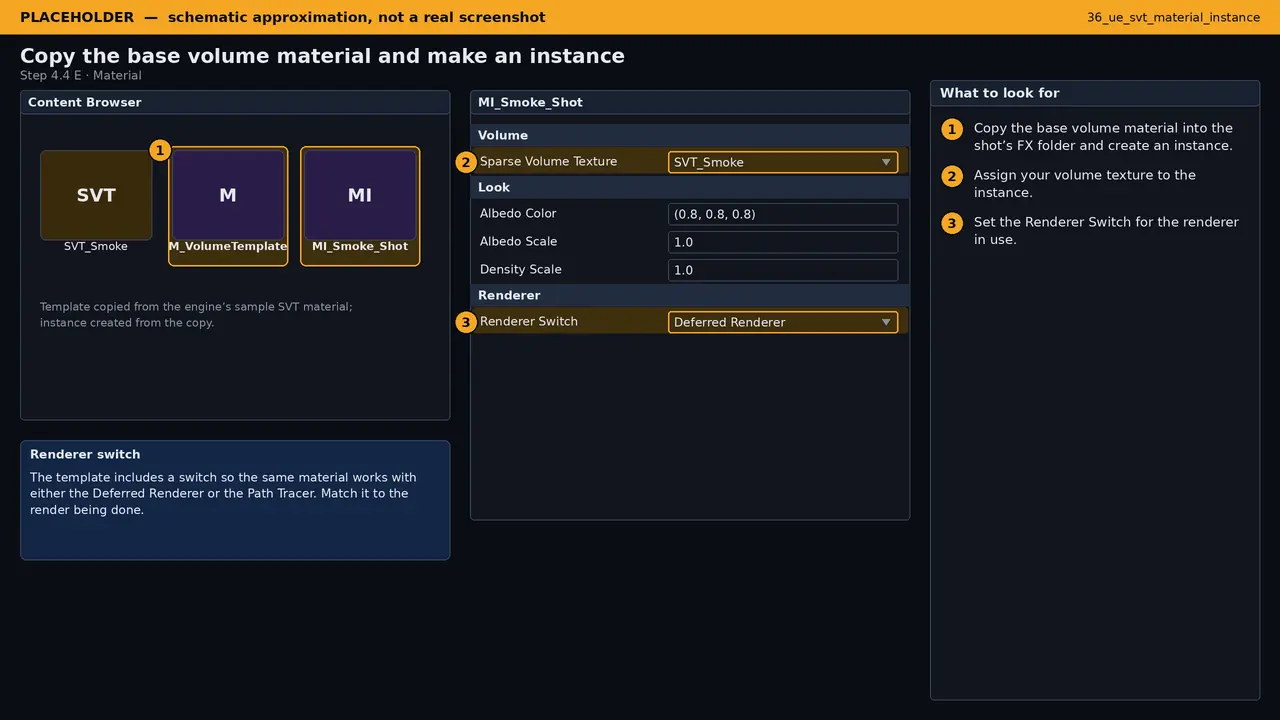 PLACEHOLDER — schematic approximation, not a real screenshot
36_ue_svt_material_instance
Copy the base volume material and make an instance
Step 4.4 E · Material
Content Browser
1
SVT
M
MI
SVT_Smoke
M_VolumeTemplate
MI_Smoke_Shot
Template copied from the engine’s sample SVT material;
instance created from the copy.
Renderer switch
The template includes a switch so the same material works with
either the Deferred Renderer or the Path Tracer. Match it to the
render being done.
MI_Smoke_Shot
Volume
2 Sparse Volume Texture SVT_Smoke
Look
Albedo Color (0.8, 0.8, 0.8)
Albedo Scale 1.0
Density Scale 1.0
Renderer
3 Renderer Switch Deferred Renderer
What to look for
1 Copy the base volume material into the
shot’s FX folder and create an instance.
2 Assign your volume texture to the
instance.
3 Set the Renderer Switch for the renderer
in use.